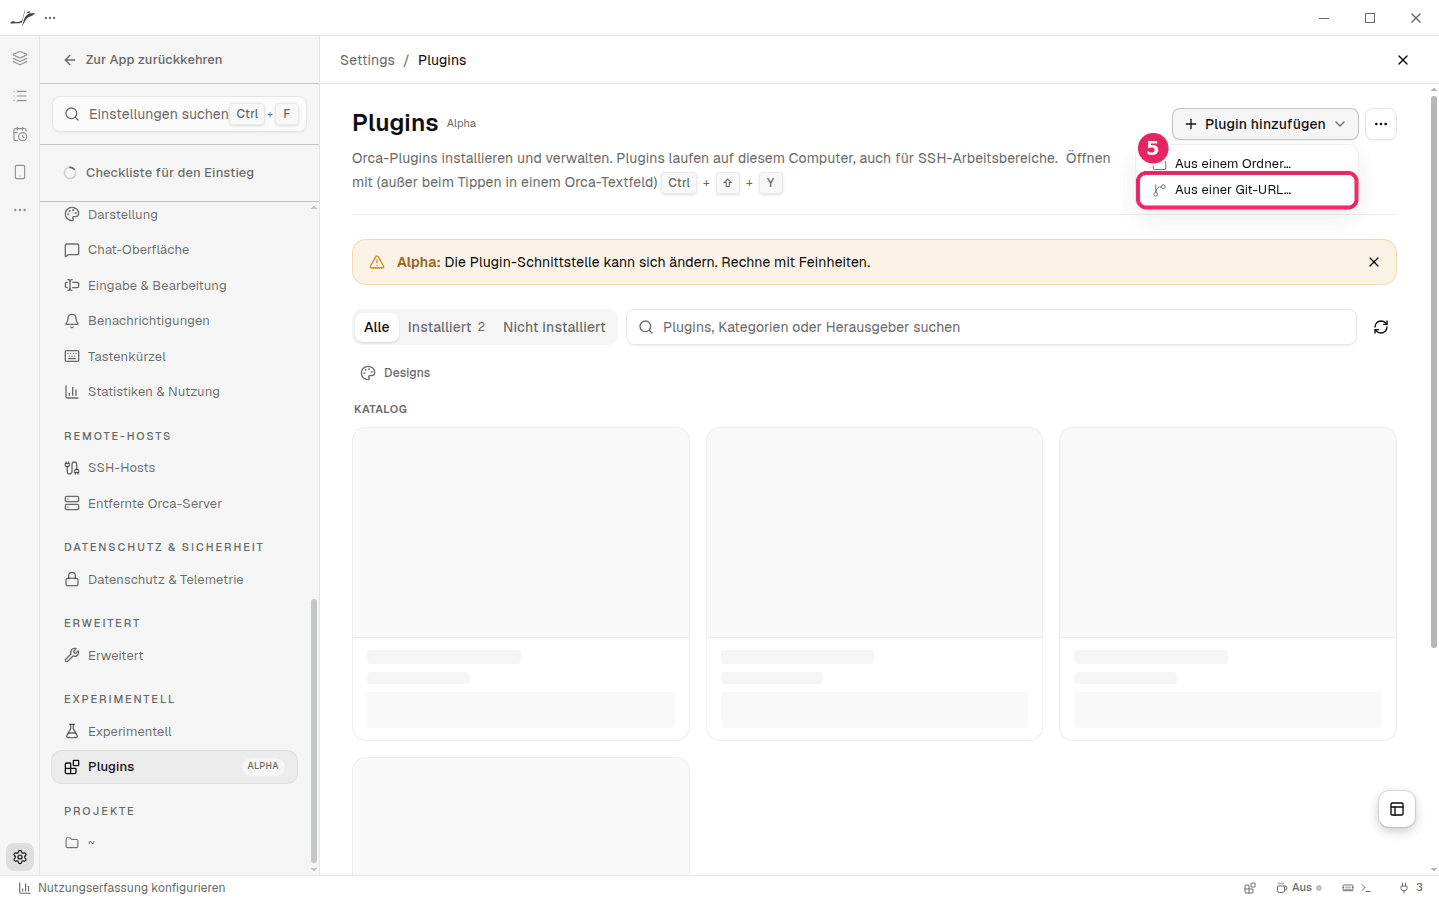 Zur App zurückkehren
Settings / Plugins
Einstellungen suchen Ctrl + F
Checkliste für den Einstieg
Darstellung
Chat-Oberfläche
Eingabe & Bearbeitung
Benachrichtigungen
Tastenkürzel
Statistiken & Nutzung
REMOTE-HOSTS
SSH-Hosts
Entfernte Orca-Server
DATENSCHUTZ & SICHERHEIT
Datenschutz & Telemetrie
ERWEITERT
Erweitert
EXPERIMENTELL
Experimentell
Plugins ALPHA
PROJEKTE
~
Plugins Alpha
Plugin hinzufügen
Orca-Plugins installieren und verwalten. Plugins laufen auf diesem Computer, auch für SSH-Arbeitsbereiche. Öffnen
mit (außer beim Tippen in einem Orca-Textfeld) Ctrl + ⇧ + Y
5
Aus einem Ordner…
Aus einer Git-URL…
Alpha: Die Plugin-Schnittstelle kann sich ändern. Rechne mit Feinheiten.
Alle Installiert 2 Nicht installiert
Plugins, Kategorien oder Herausgeber suchen
Designs
KATALOG
Nutzungserfassung konfigurieren
Aus
3